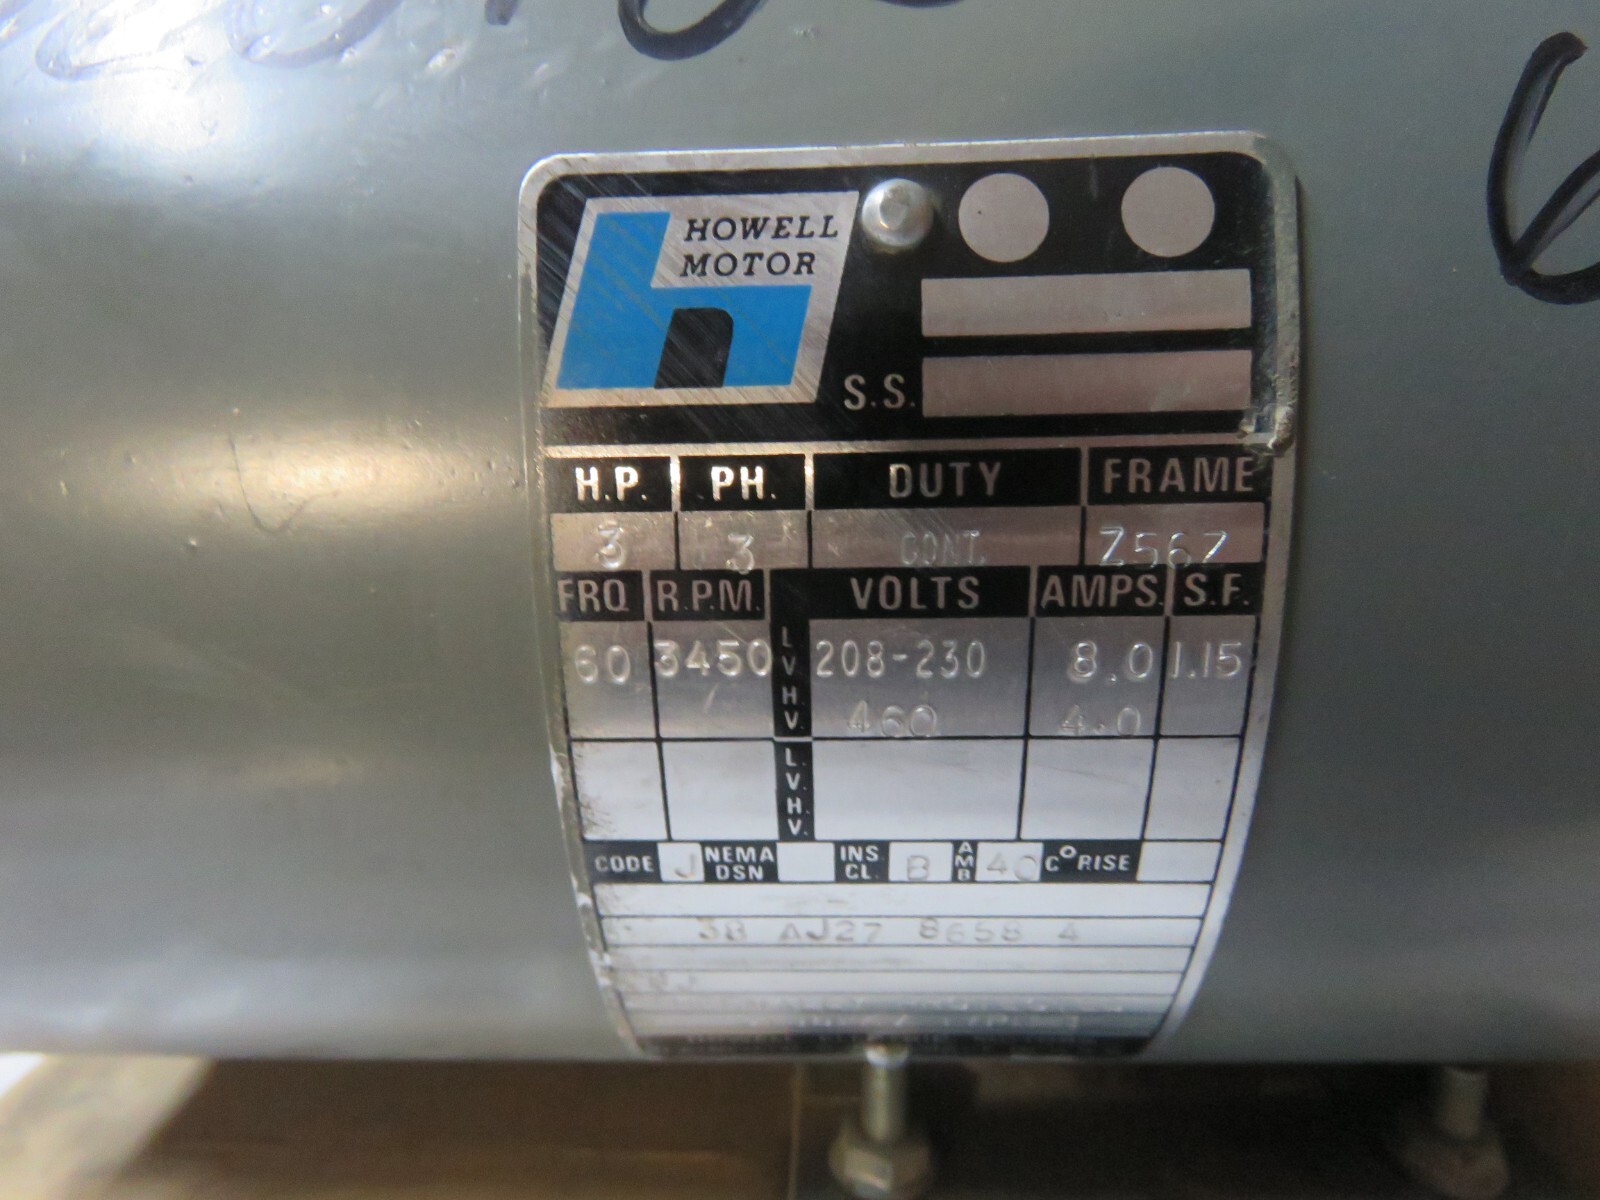 HOWELL
MOTOR
S.S.
H.P. PH. DUTY FRAME
3 3 CONT. Z56Z
FRQ R.P.M. VOLTS AMPS. S.F.
60 3450 L V 208-230 8.0 1.15
H V. 460 4.0
L. V. H. V.
CODE J NEMA DSN INS CL. B AMB 40 C° RISE
38 AJ27 8658 4